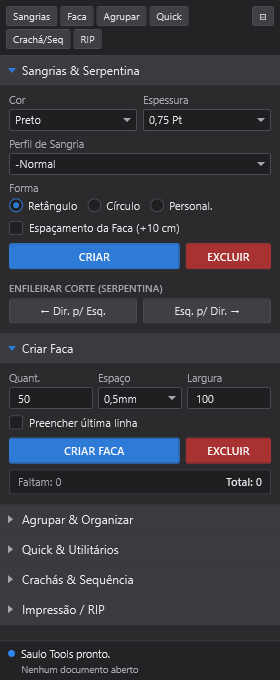 Sangrias Faca Agrupar Quick
Crachá/Seq RIP
Sangrias & Serpentina
Cor Espessura
Preto 0,75 Pt
Perfil de Sangria
-Normal
Forma
Retângulo Círculo Personal.
Espaçamento da Faca (+10 cm)
CRIAR EXCLUIR
ENFILEIRAR CORTE (SERPENTINA)
← Dir. p/ Esq. Esq. p/ Dir. →
Criar Faca
Quant. Espaço Largura
50 0,5mm 100
Preencher última linha
CRIAR FACA EXCLUIR
Faltam: 0 Total: 0
Agrupar & Organizar
Quick & Utilitários
Crachás & Sequência
Impressão / RIP
Saulo Tools pronto.
Nenhum documento aberto